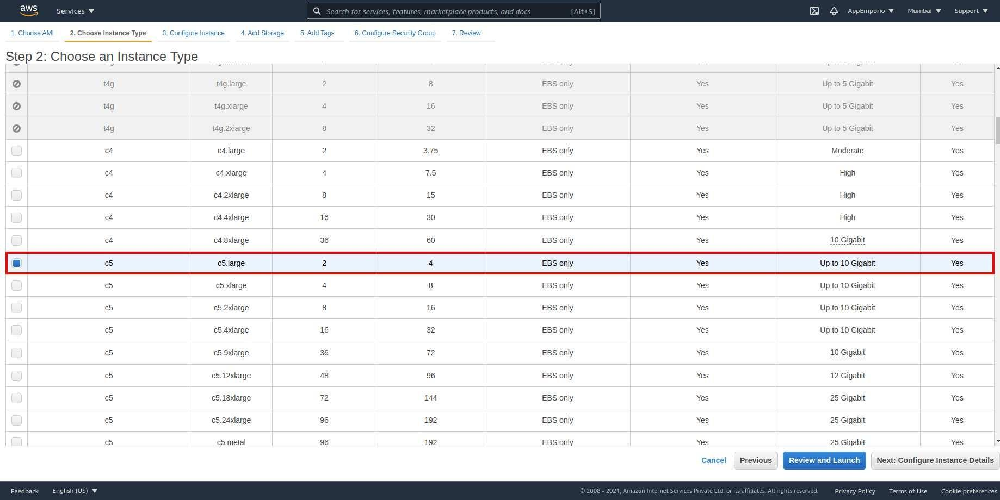 aws Services Search for services, features, marketplace products, and docs [Alt+S] AppEmporio Mumbai Support
1. Choose AMI 2. Choose Instance Type 3. Configure Instance 4. Add Storage 5. Add Tags 6. Configure Security Group 7. Review
Step 2: Choose an Instance Type
t4g t4g.large 2 8 EBS only Yes Up to 5 Gigabit Yes
t4g t4g.xlarge 4 16 EBS only Yes Up to 5 Gigabit Yes
t4g t4g.2xlarge 8 32 EBS only Yes Up to 5 Gigabit Yes
c4 c4.large 2 3.75 EBS only Yes Moderate Yes
c4 c4.xlarge 4 7.5 EBS only Yes High Yes
c4 c4.2xlarge 8 15 EBS only Yes High Yes
c4 c4.4xlarge 16 30 EBS only Yes High Yes
c4 c4.8xlarge 36 60 EBS only Yes 10 Gigabit Yes
c5 c5.large 2 4 EBS only Yes Up to 10 Gigabit Yes
c5 c5.xlarge 4 8 EBS only Yes Up to 10 Gigabit Yes
c5 c5.2xlarge 8 16 EBS only Yes Up to 10 Gigabit Yes
c5 c5.4xlarge 16 32 EBS only Yes Up to 10 Gigabit Yes
c5 c5.9xlarge 36 72 EBS only Yes 10 Gigabit Yes
c5 c5.12xlarge 48 96 EBS only Yes 12 Gigabit Yes
c5 c5.18xlarge 72 144 EBS only Yes 25 Gigabit Yes
c5 c5.24xlarge 96 192 EBS only Yes 25 Gigabit Yes
c5 c5.metal 96 192 EBS only Yes 25 Gigabit Yes
Cancel Previous Review and Launch Next: Configure Instance Details
Feedback English (US) © 2008 - 2021, Amazon Internet Services Private Ltd. or its affiliates. All rights reserved. Privacy Policy Terms of Use Cookie preferences